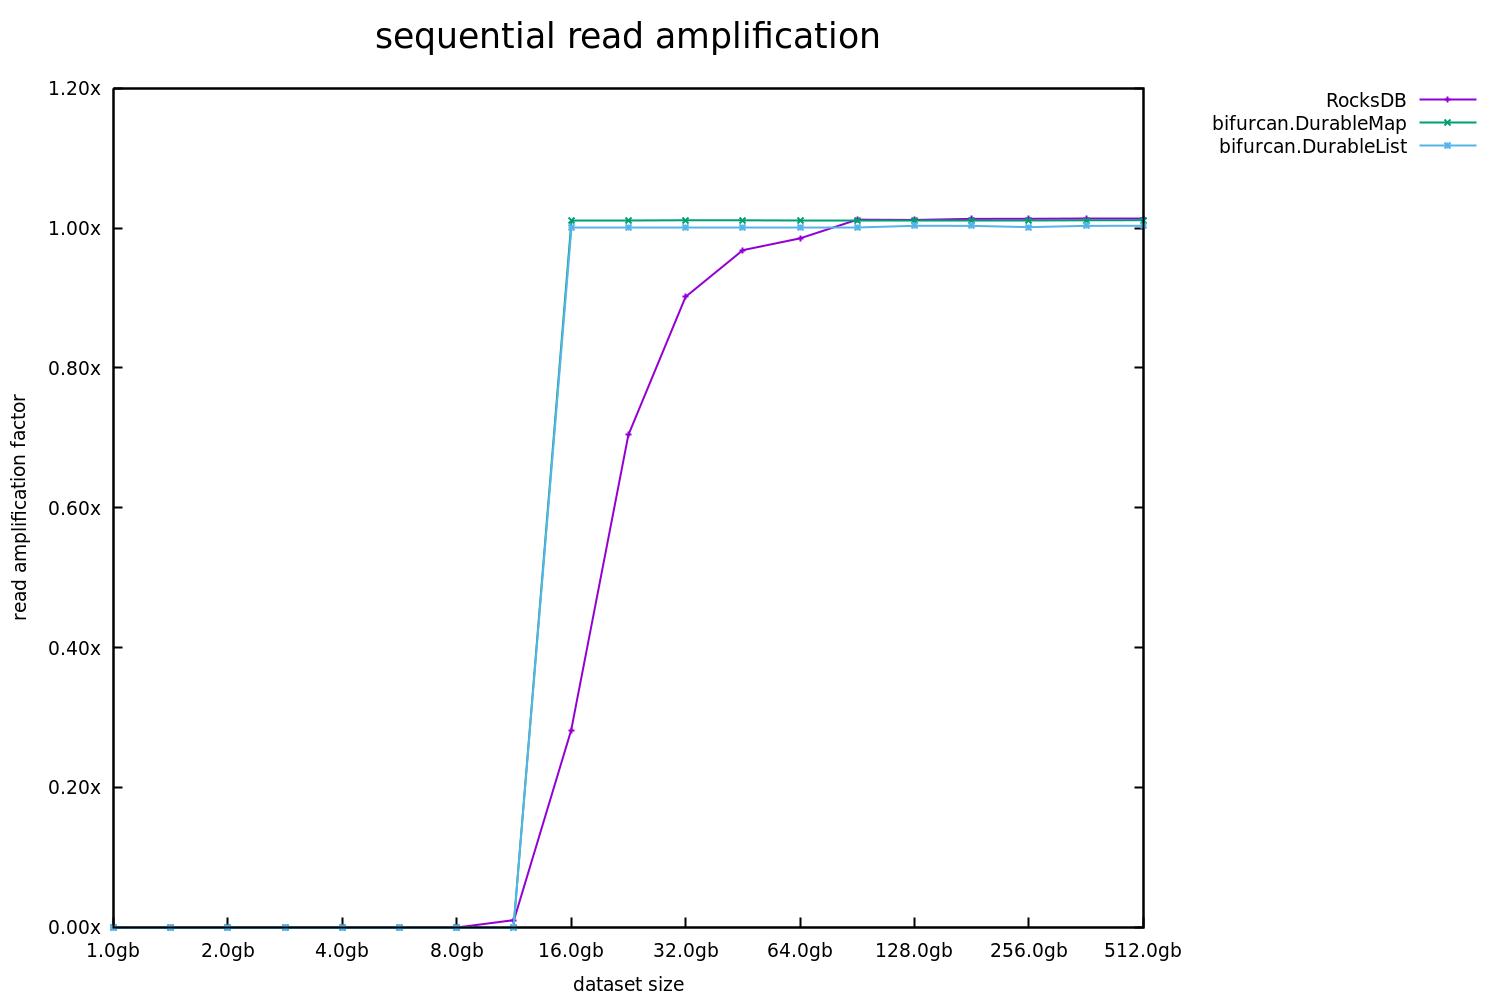 sequential read amplification
RocksDB
bifurcan.DurableMap
bifurcan.DurableList
read amplification factor
1.20x
1.00x
0.80x
0.60x
0.40x
0.20x
0.00x
1.0gb 2.0gb 4.0gb 8.0gb 16.0gb 32.0gb 64.0gb 128.0gb 256.0gb 512.0gb
dataset size